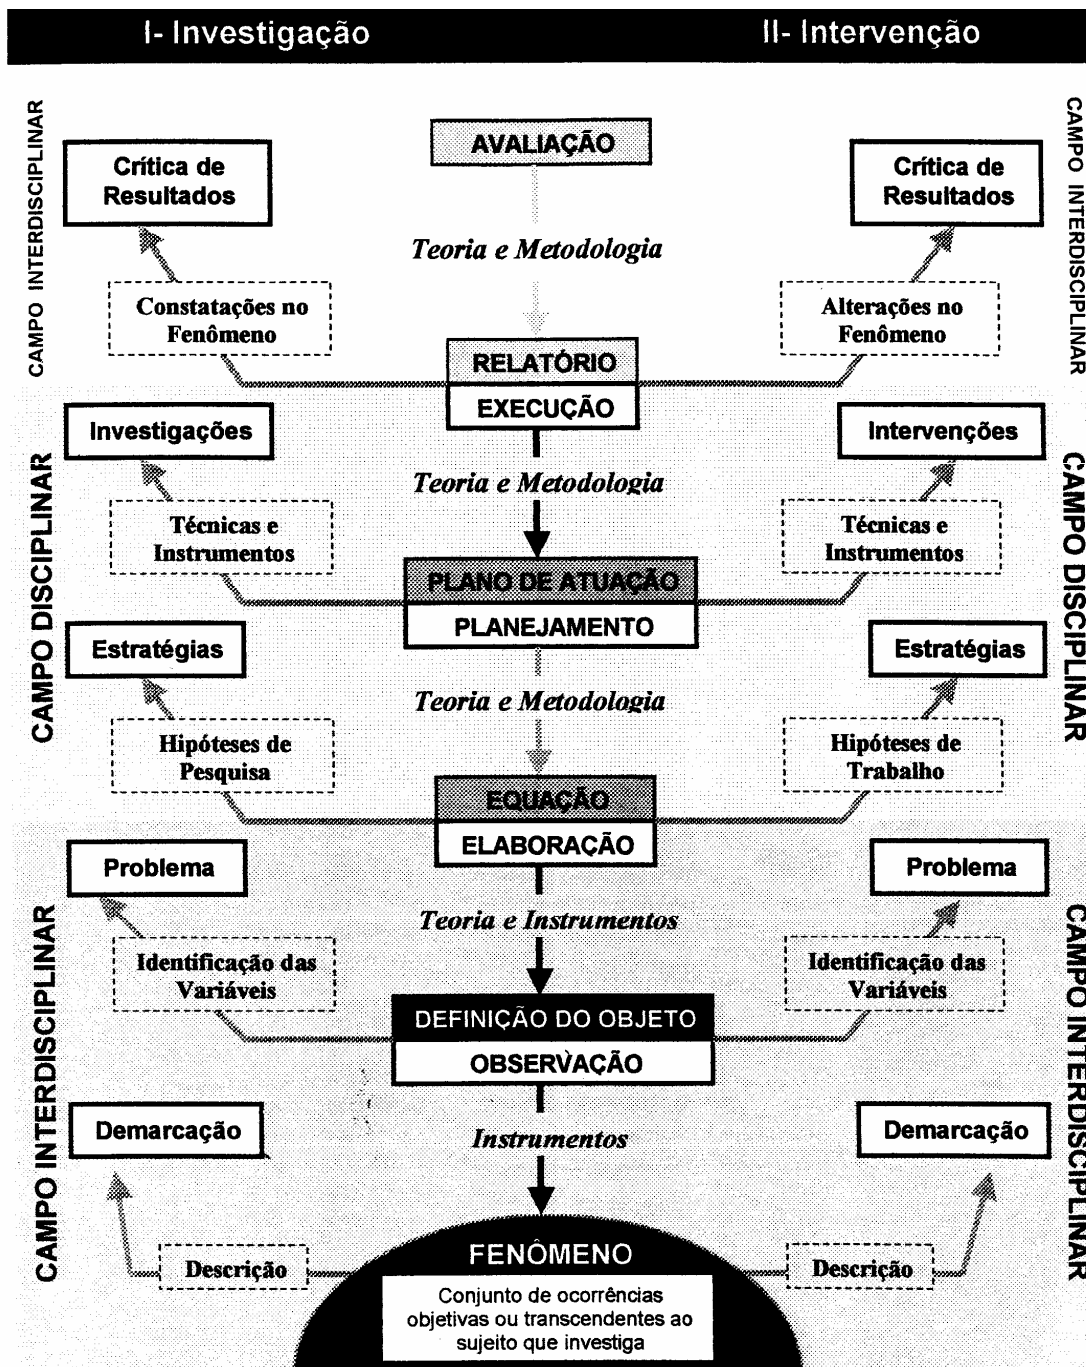 I- Investigação
II- Intervenção
CAMPO INTERDISCIPLINAR
CAMPO INTERDISCIPLINAR
AVALIAÇÃO
Crítica de
Resultados
Crítica de
Resultados
Teoria e Metodologia
Constatações no
Fenômeno
Alterações no
Fenômeno
RELATÓRIO
EXECUÇÃO
Investigações
Intervenções
CAMPO DISCIPLINAR
CAMPO DISCIPLINAR
Teoria e Metodologia
Técnicas e
Instrumentos
Técnicas e
Instrumentos
PLANO DE ATUAÇÃO
PLANEJAMENTO
Estratégias
Estratégias
Teoria e Metodologia
Hipóteses de
Pesquisa
Hipóteses de
Trabalho
EQUAÇÃO
ELABORAÇÃO
Problema
Problema
CAMPO INTERDISCIPLINAR
CAMPO INTERDISCIPLINAR
Teoria e Instrumentos
Identificação das
Variáveis
Identificação das
Variáveis
DEFINIÇÃO DO OBJETO
OBSERVAÇÃO
Demarcação
Demarcação
Instrumentos
FENÔMENO
Descrição
Descrição
Conjunto de ocorrências
objetivas ou transcendentes ao
sujeito que investiga